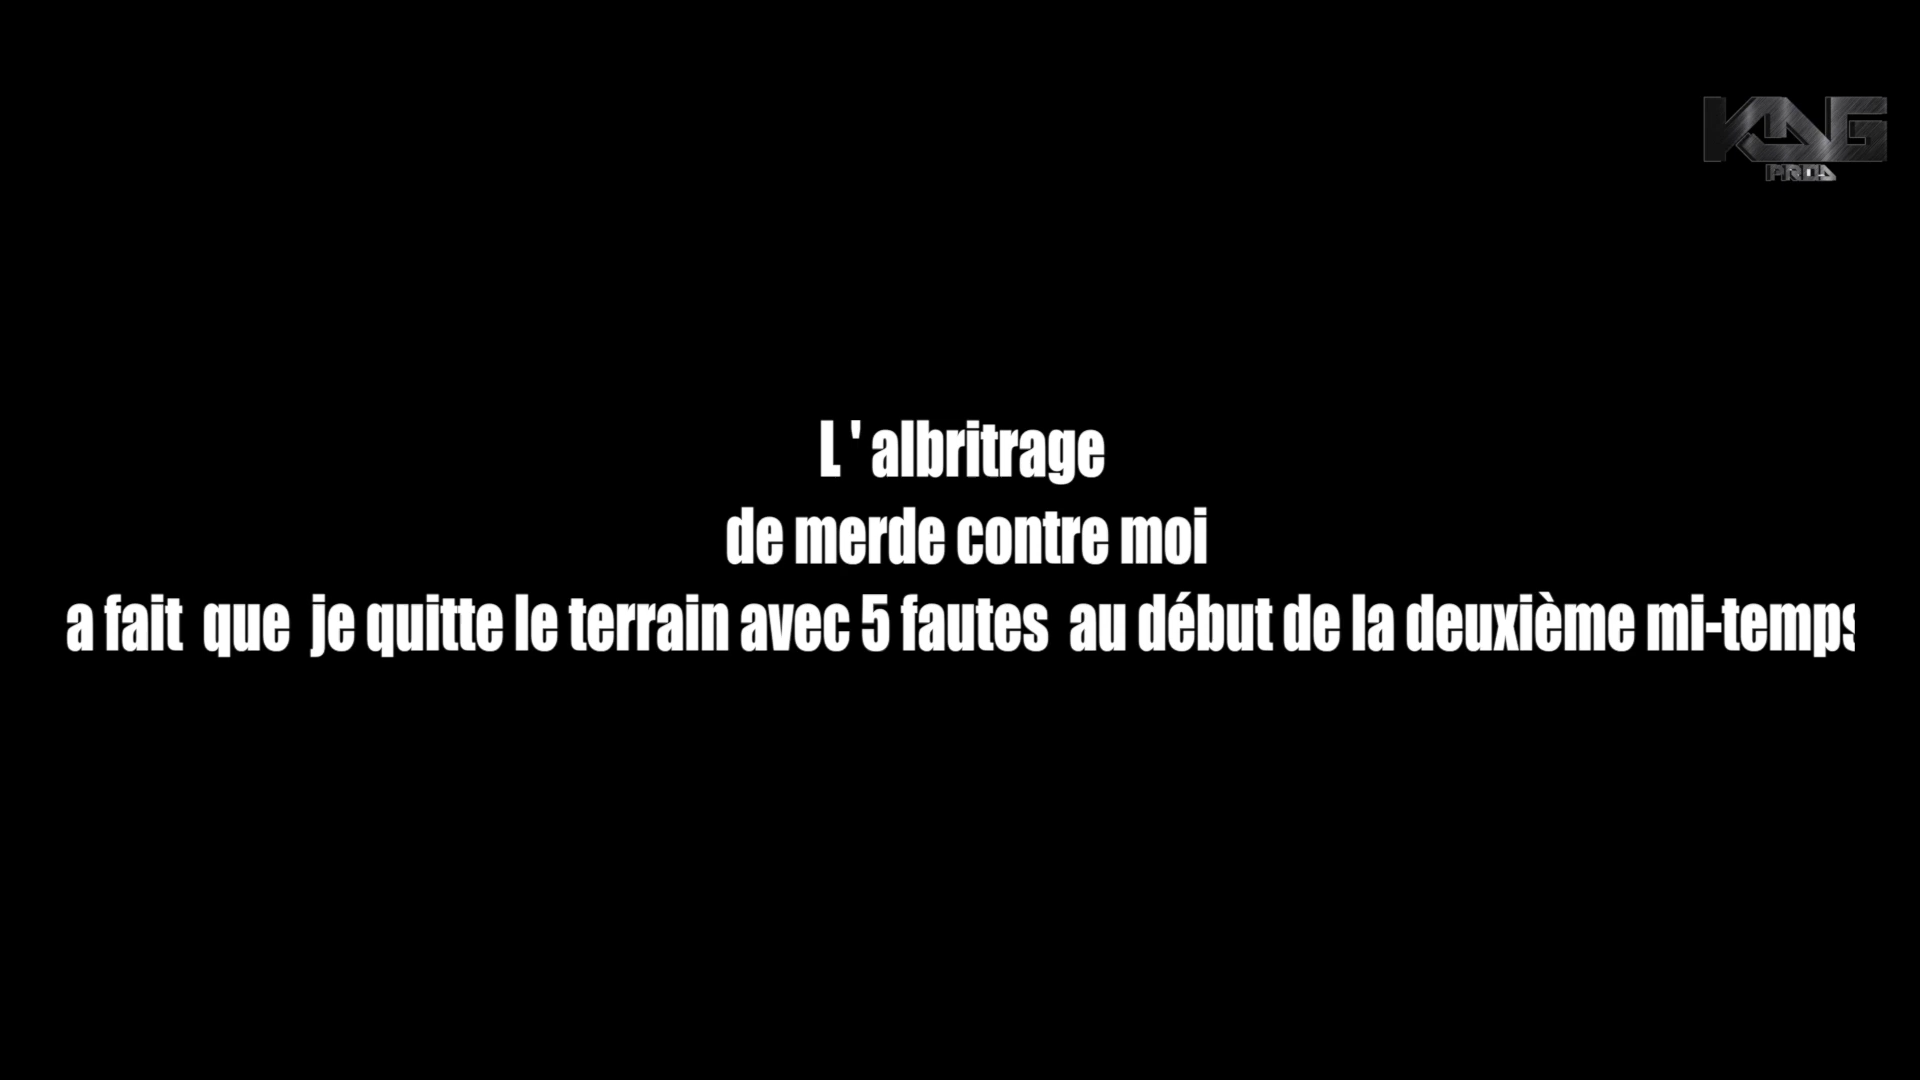 KING
PROD
L ' albritrage
de merde contre moi
a fait que je quitte le terrain avec 5 fautes au début de la deuxième mi-temps